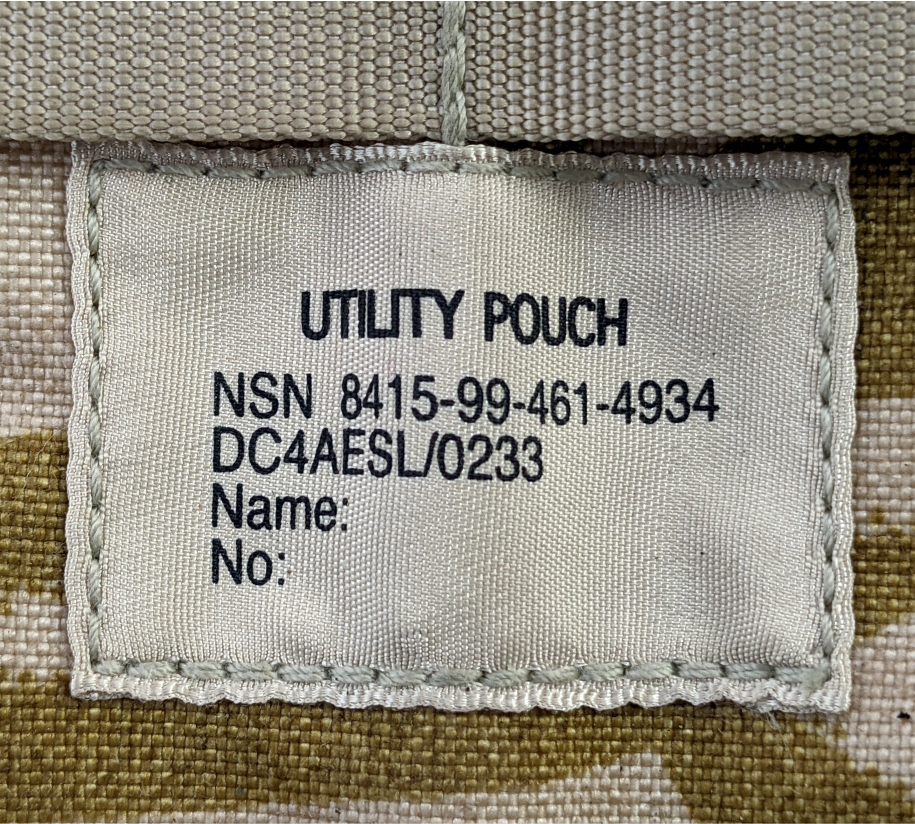 UTILITY POUCH
NSN 8415-99-461-4934
DC4AESL/0233
Name:
No: